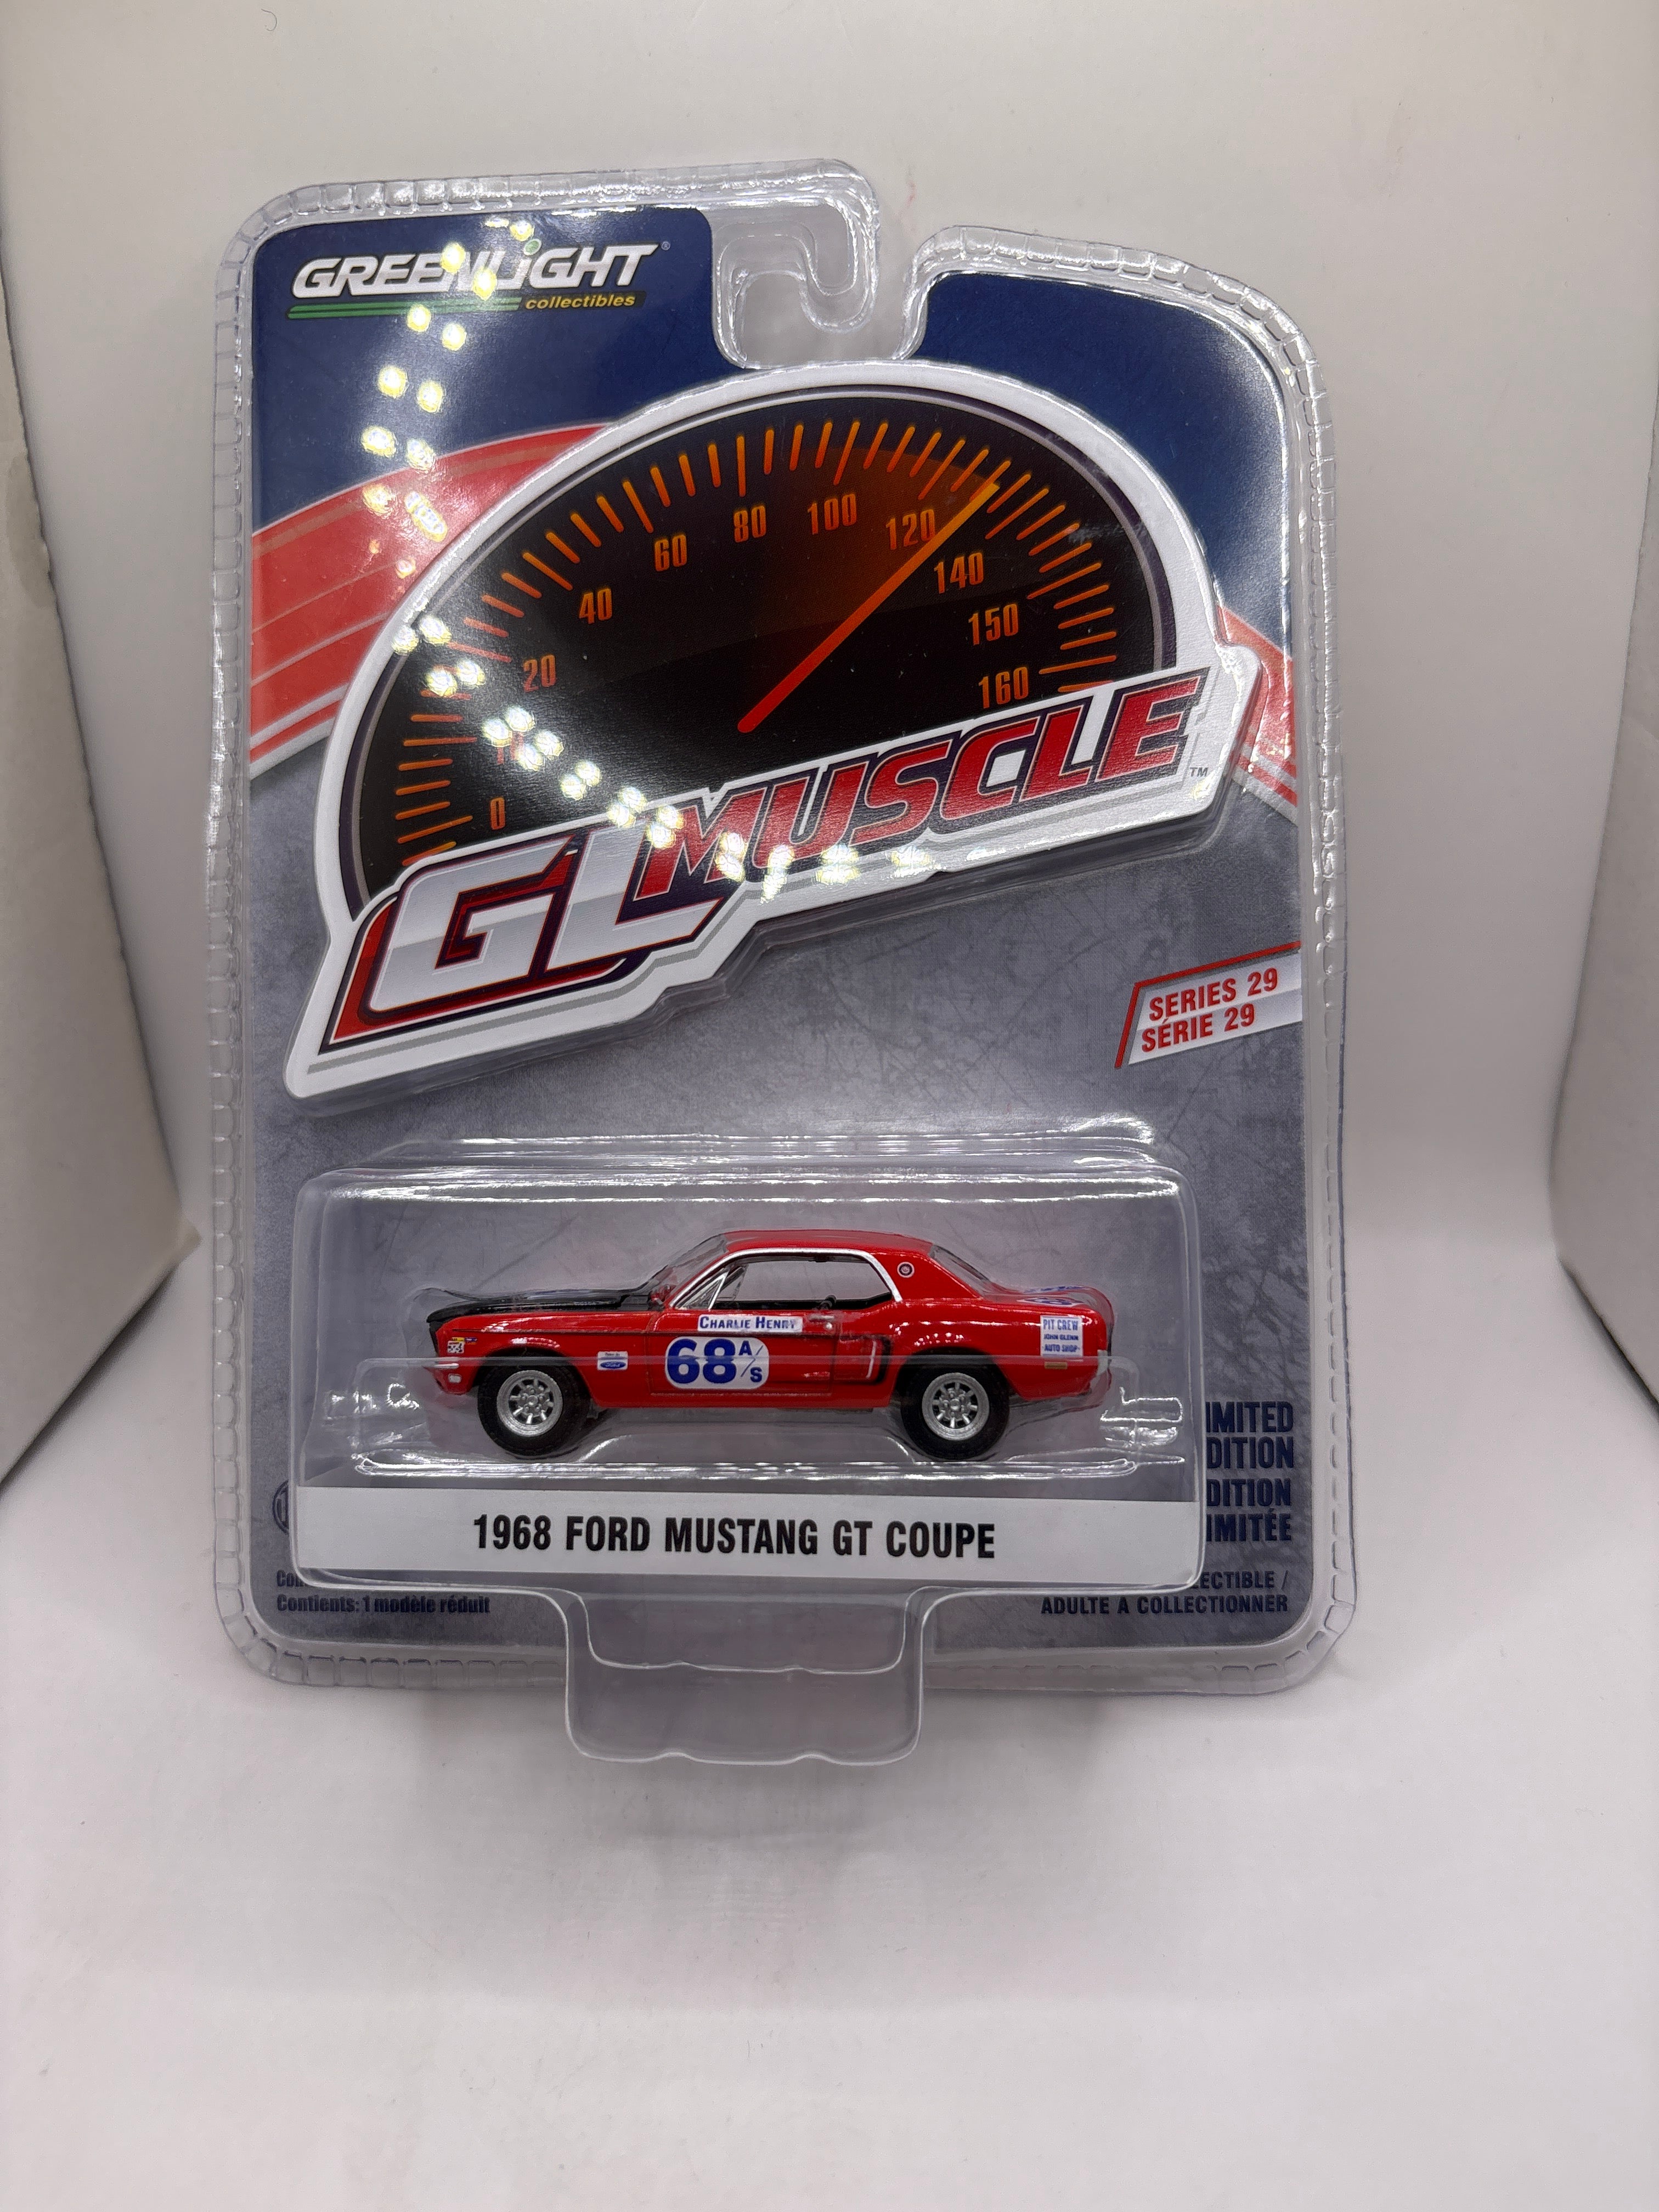 GREENLIGHT®
collectibles
0
20
40
60
80
100
120
140
150
160
GL MUSCLE™
SERIES 29
SÉRIE 29
CHARLIE HENRY
68 A/S
PIT CREW
JOHN GLENN
AUTO SHOP
IMITED
DITION
DITION
IMITÉE
1968 FORD MUSTANG GT COUPE
Con
Contients: 1 modèle réduit
ECTIBLE /
ADULTE A COLLECTIONNER